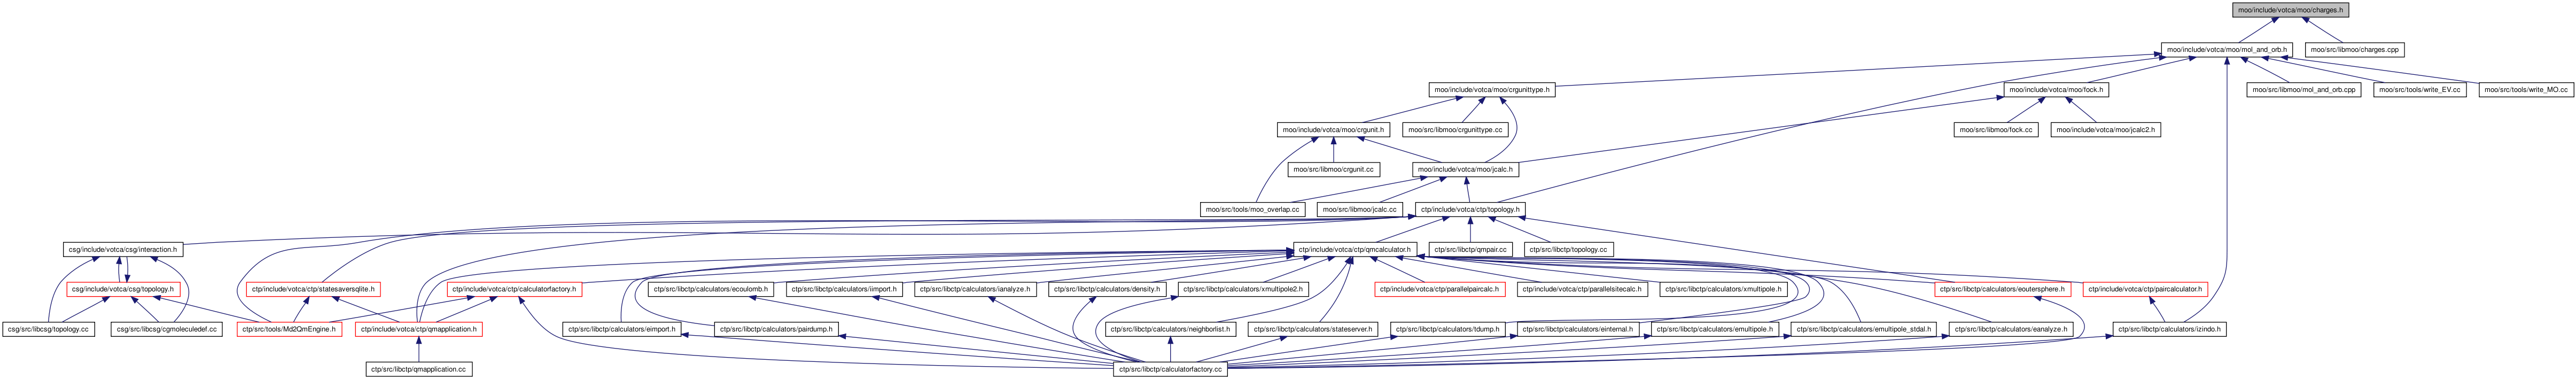 moo/include/votca/moo/charges.h
moo/include/votca/moo/mol_and_orb.h
moo/src/libmoo/charges.cpp
moo/include/votca/moo/crgunittype.h
moo/include/votca/moo/fock.h
moo/src/libmoo/mol_and_orb.cpp
moo/src/tools/write_EV.cc
moo/src/tools/write_MO.cc
moo/include/votca/moo/crgunit.h
moo/src/libmoo/crgunittype.cc
moo/src/libmoo/fock.cc
moo/include/votca/moo/jcalc2.h
moo/src/libmoo/crgunit.cc
moo/include/votca/moo/jcalc.h
moo/src/tools/moo_overlap.cc
moo/src/libmoo/jcalc.cc
ctp/include/votca/ctp/topology.h
csg/include/votca/csg/interaction.h
ctp/include/votca/ctp/qmcalculator.h
ctp/src/libctp/qmpair.cc
ctp/src/libctp/topology.cc
csg/include/votca/csg/topology.h
ctp/include/votca/ctp/statesaversqlite.h
ctp/include/votca/ctp/calculatorfactory.h
ctp/src/libctp/calculators/ecoulomb.h
ctp/src/libctp/calculators/iimport.h
ctp/src/libctp/calculators/ianalyze.h
ctp/src/libctp/calculators/density.h
ctp/src/libctp/calculators/xmultipole2.h
ctp/include/votca/ctp/parallelpaircalc.h
ctp/include/votca/ctp/parallelsitecalc.h
ctp/src/libctp/calculators/xmultipole.h
ctp/src/libctp/calculators/eoutersphere.h
ctp/include/votca/ctp/paircalculator.h
csg/src/libcsg/topology.cc
csg/src/libcsg/cgmoleculedef.cc
ctp/src/tools/Md2QmEngine.h
ctp/include/votca/ctp/qmapplication.h
ctp/src/libctp/calculators/eimport.h
ctp/src/libctp/calculators/pairdump.h
ctp/src/libctp/calculators/neighborlist.h
ctp/src/libctp/calculators/stateserver.h
ctp/src/libctp/calculators/tdump.h
ctp/src/libctp/calculators/einternal.h
ctp/src/libctp/calculators/emultipole.h
ctp/src/libctp/calculators/emultipole_stdal.h
ctp/src/libctp/calculators/eanalyze.h
ctp/src/libctp/calculators/izindo.h
ctp/src/libctp/qmapplication.cc
ctp/src/libctp/calculatorfactory.cc